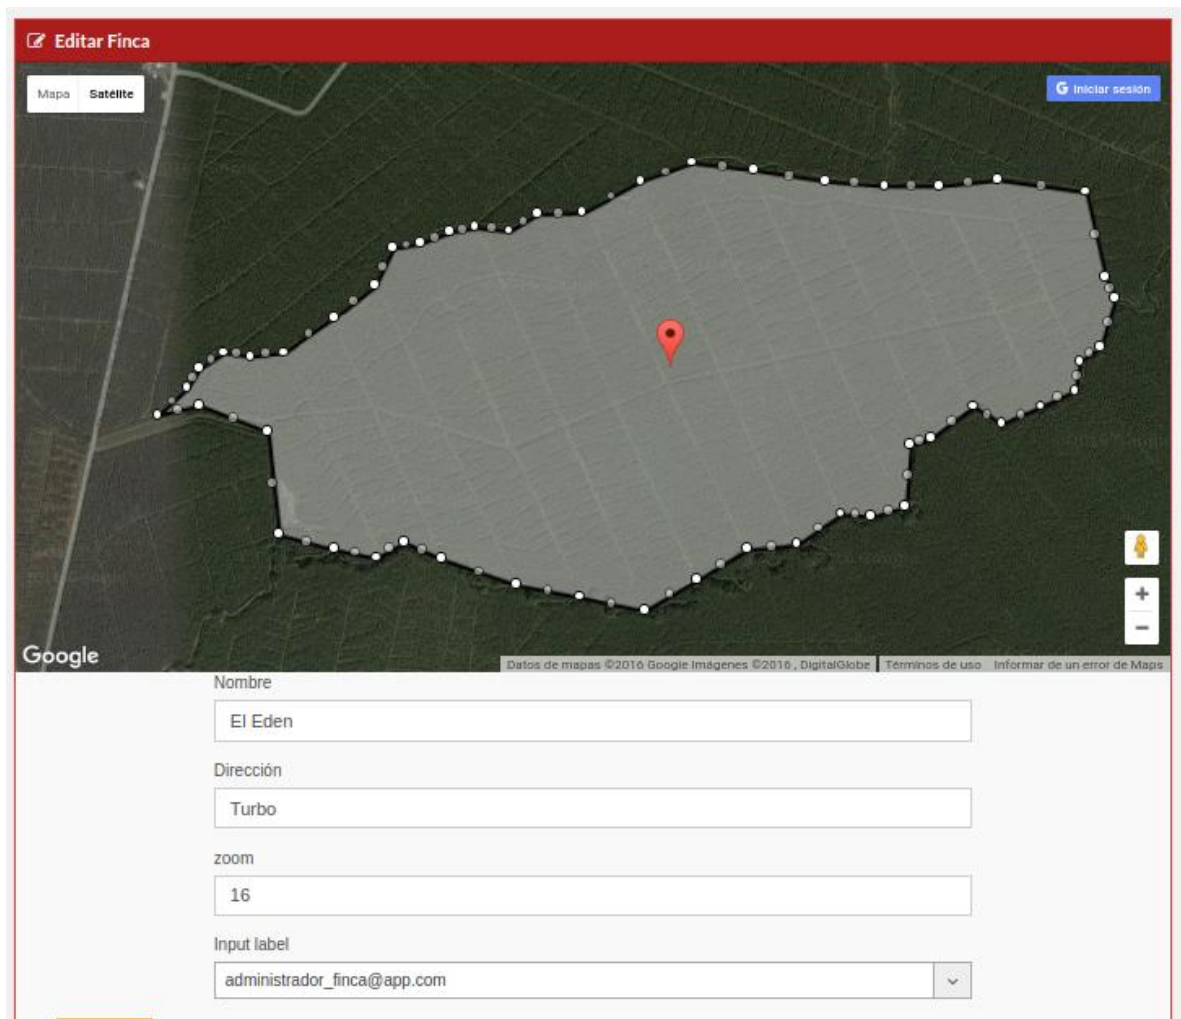 Editar Finca
Mapa Satélite
G Iniciar sesión
Google
Datos de mapas ©2016 Google Imágenes ©2016 , DigitalGlobe Términos de uso Informar de un error de Maps
Nombre
El Eden
Dirección
Turbo
zoom
16
Input label
administrador_finca@app.com